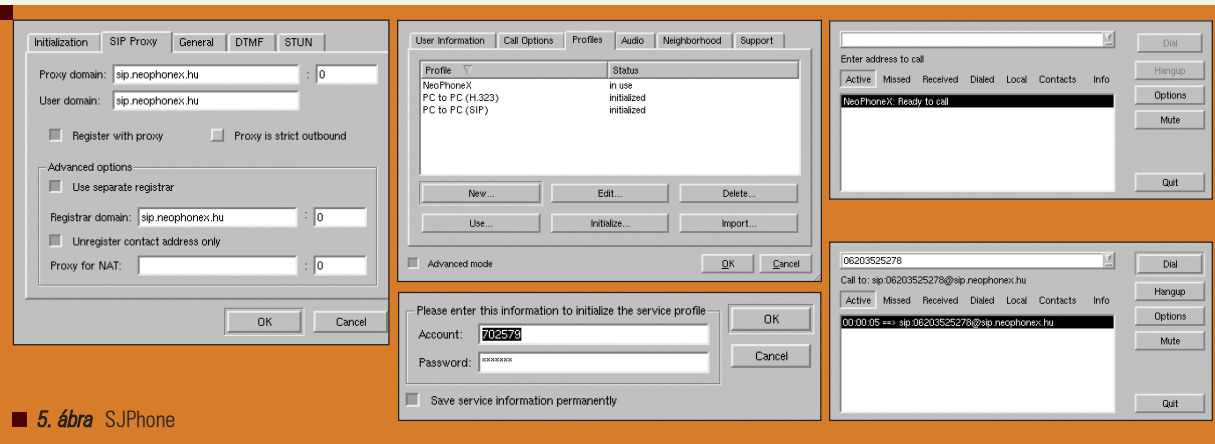 Initialization SIP Proxy General DTMF STUN
Proxy domain: sip.neophonex.hu : 0
User domain: sip.neophonex.hu
Register with proxy Proxy is strict outbound
Advanced options
Use separate registrar
Registrar domain: sip.neophonex.hu : 0
Unregister contact address only
Proxy for NAT: : 0
OK Cancel
User Information Call Options Profiles Audio Neighborhood Support
Profile Status
NeoPhoneX in use
PC to PC (H.323) initialized
PC to PC (SIP) initialized
New... Edit... Delete...
Use... Initialize... Import...
Advanced mode OK Cancel
Please enter this information to initialize the service profile
Account: 702579
Password: xxxxxxx
OK
Cancel
Save service information permanently
Dial
Enter address to call
Hangup
Active Missed Received Dialed Local Contacts Info
NeoPhoneX: Ready to call
Options
Mute
Quit
06203525278 Dial
Call to: sip:06203525278@sip.neophonex.hu
Hangup
Active Missed Received Dialed Local Contacts Info
00:00:05 ==> sip:06203525278@sip.neophonex.hu
Options
Mute
Quit
5. ábra SJPhone